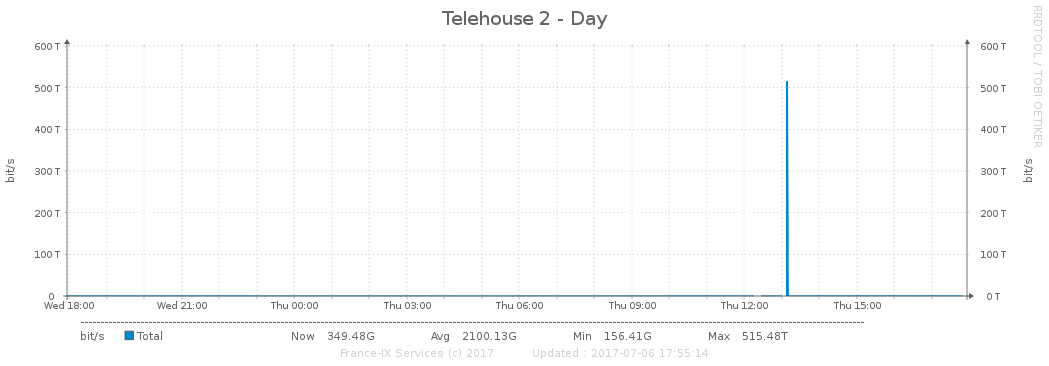 Telehouse 2 - Day
RRDTOOL / TOBI OETIKER
600 T 600 T
500 T 500 T
400 T 400 T
300 T 300 T
200 T 200 T
100 T 100 T
0 0 T
bit/s bit/s
Wed 18:00 Wed 21:00 Thu 00:00 Thu 03:00 Thu 06:00 Thu 09:00 Thu 12:00 Thu 15:00
bit/s Total Now 349.48G Avg 2100.13G Min 156.41G Max 515.48T
France-IX Services (c) 2017 Updated : 2017-07-06 17:55:14